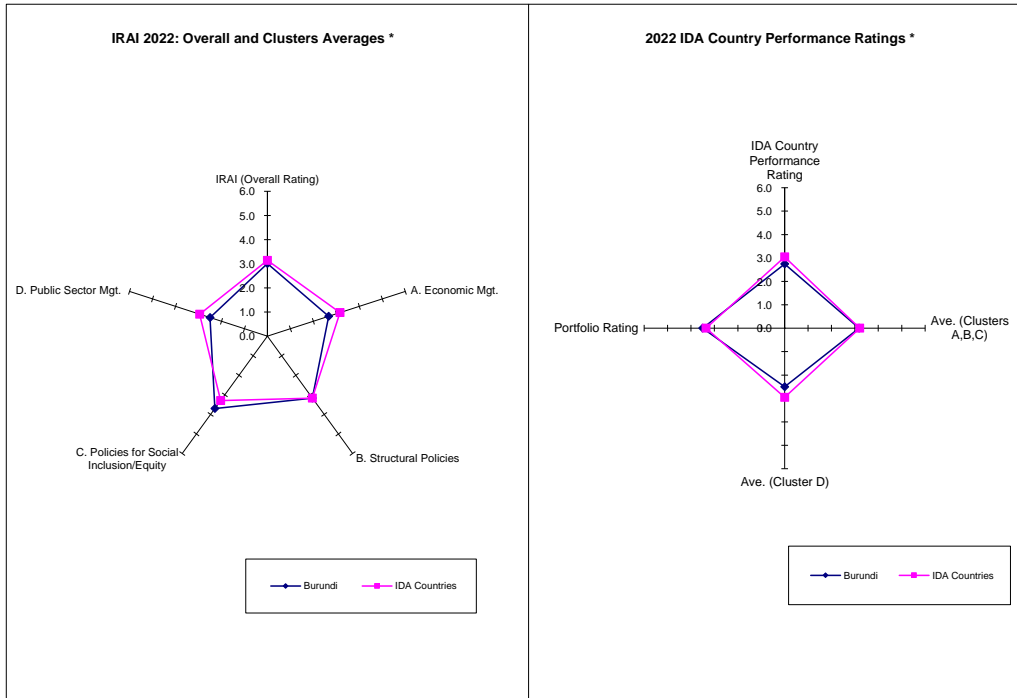 IRAI 2022: Overall and Clusters Averages *
IRAI (Overall Rating)
6.0
5.0
4.0
3.0
2.0
1.0
0.0
A. Economic Mgt.
B. Structural Policies
C. Policies for Social
Inclusion/Equity
D. Public Sector Mgt.
Burundi
IDA Countries
2022 IDA Country Performance Ratings *
IDA Country
Performance
Rating
6.0
5.0
4.0
3.0
2.0
1.0
0.0
Ave. (Clusters
A,B,C)
Ave. (Cluster D)
Portfolio Rating
Burundi
IDA Countries